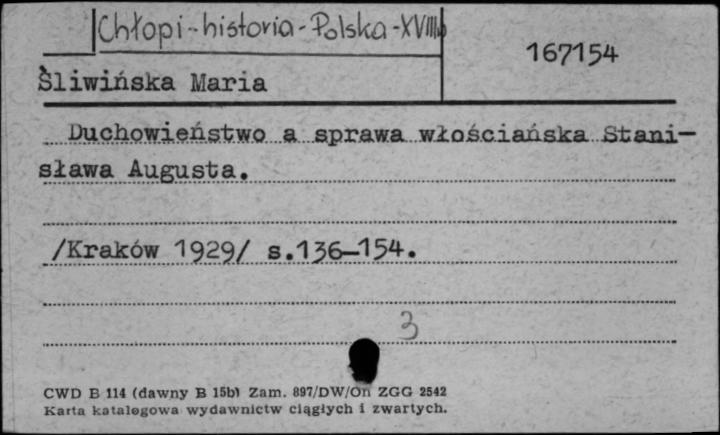 Chłopi - historia - Polska - XVIII w
167154
Śliwińska Maria
Duchowieństwo a sprawa włościańska Stani-
sława Augusta.
/Kraków 1929/ s.136-154.
3
CWD B 114 (dawny B 15b) Zam. 897/DW/On ZGG 2542
Karta katalogowa wydawnictw ciągłych i zwartych.